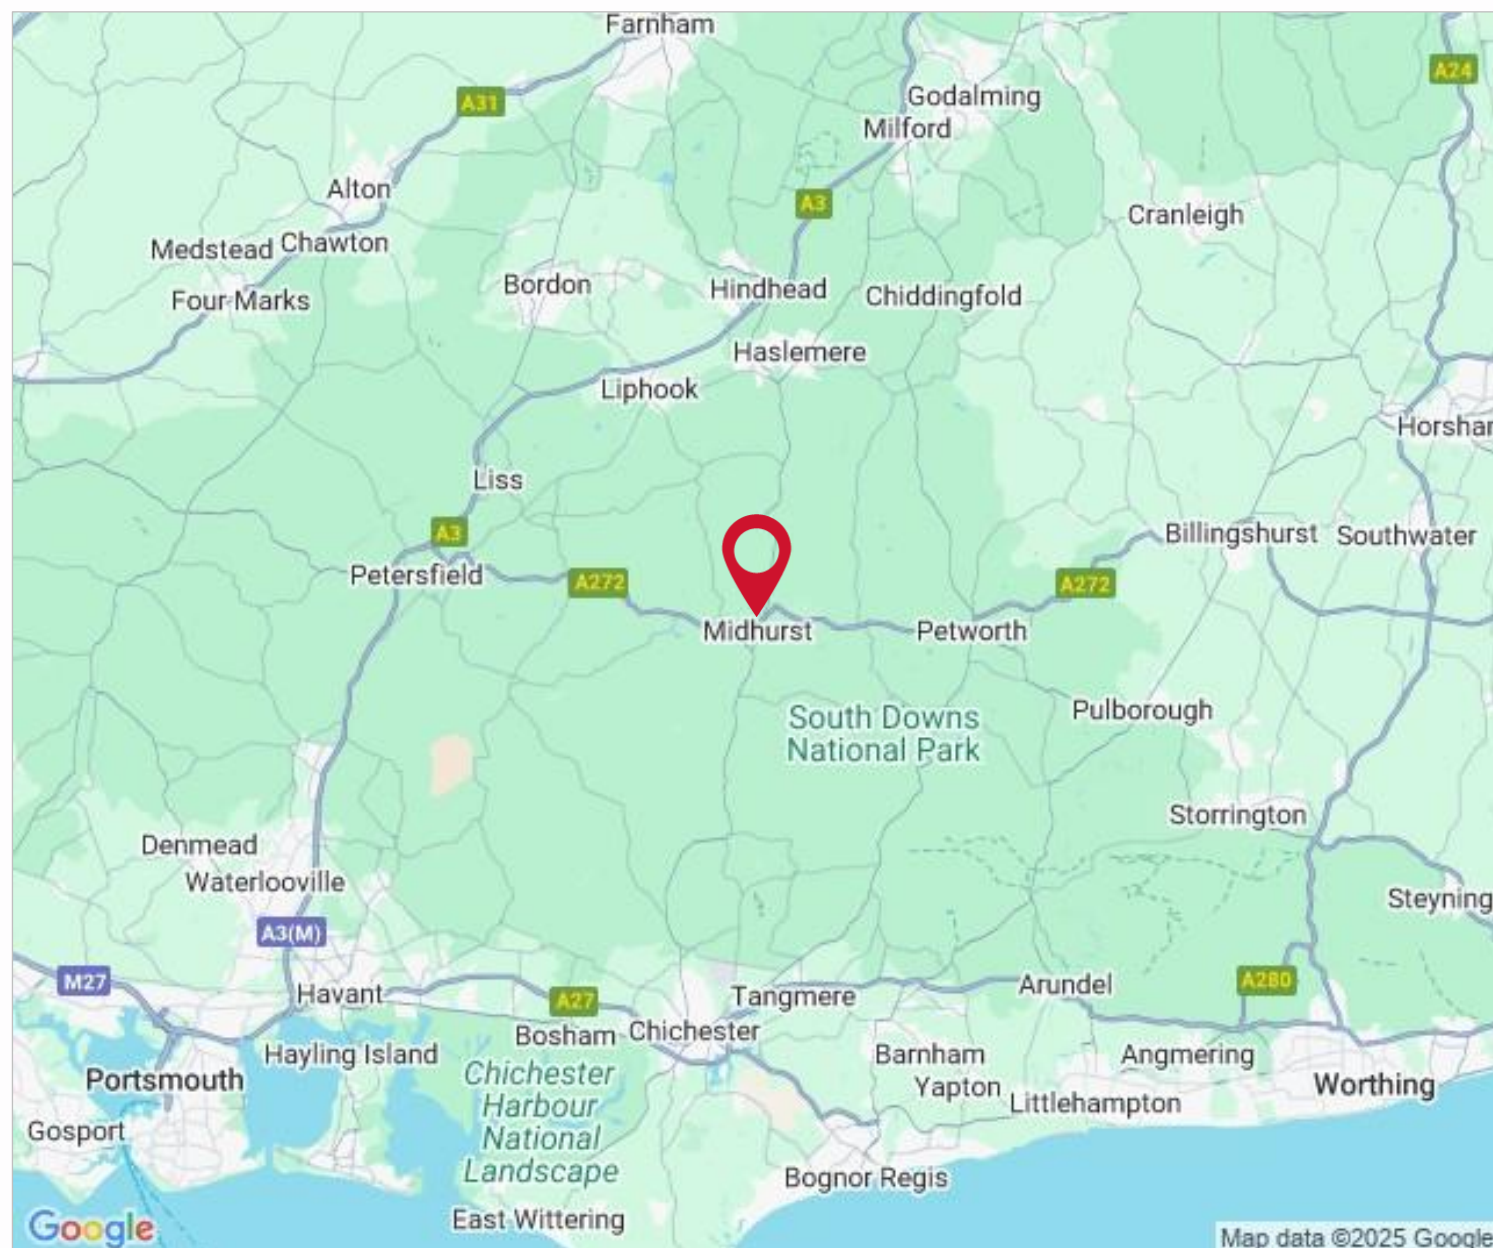 Farnham
A24
A31
Godalming
Milford
Alton
A3
Cranleigh
Medstead
Chawton
Four Marks
Bordon
Hindhead
Chiddingfold
Haslemere
Liphook
Horshar
Liss
A3
Billingshurst
Southwater
Petersfield
A272
A272
Midhurst
Petworth
Pulborough
South Downs
National Park
Storrington
Denmead
Waterlooville
Steyning
A3(M)
M27
Havant
A27
Tangmere
Arundel
A280
Bosham
Chichester
Hayling Island
Barnham
Angmering
Portsmouth
Chichester
Harbour
National
Landscape
Yapton
Littlehampton
Worthing
Gosport
Bognor Regis
East Wittering
Google
Map data ©2025 Google